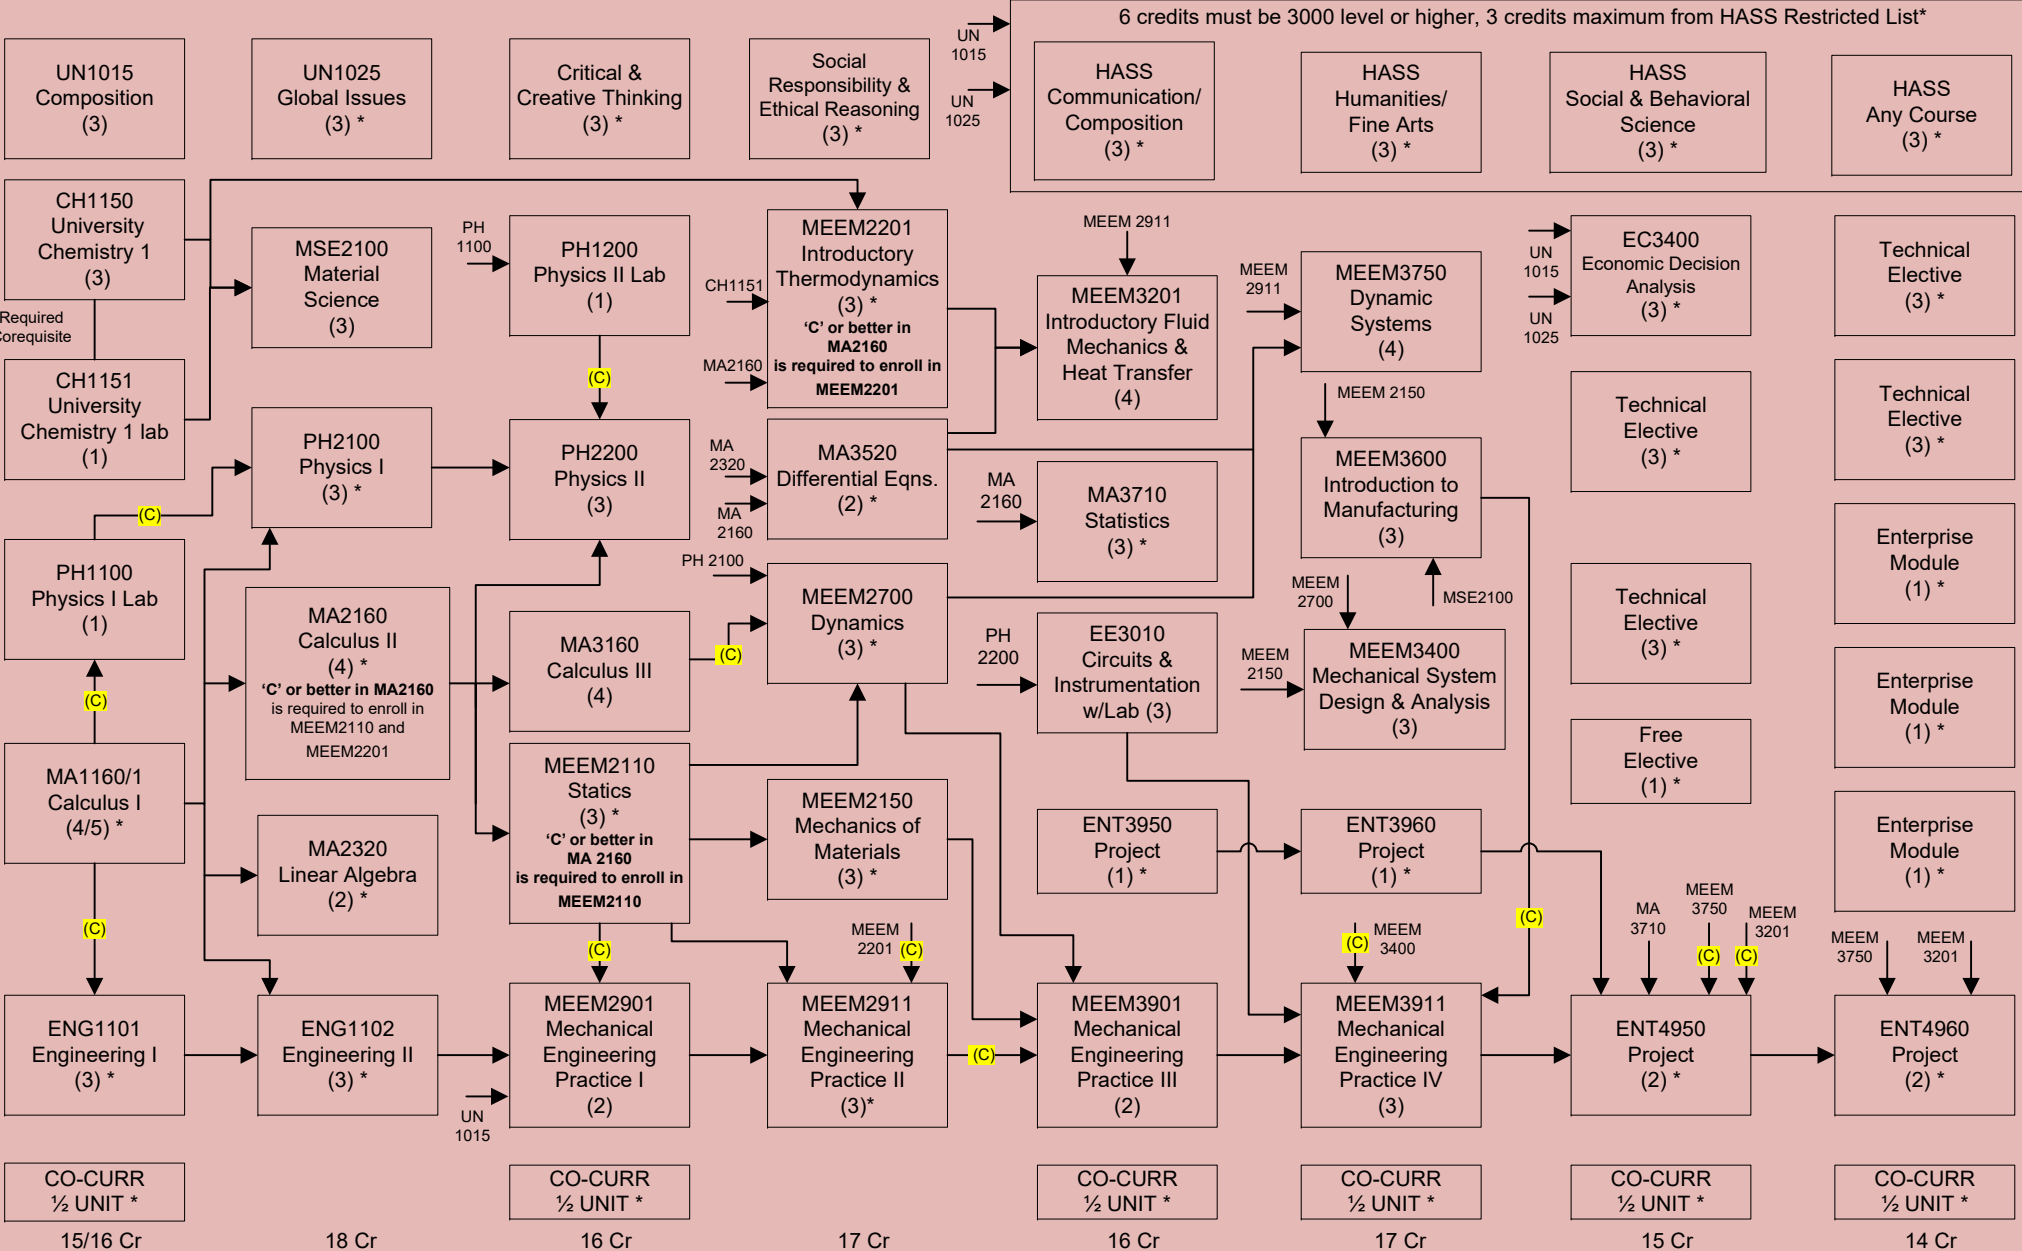 6 credits must be 3000 level or higher, 3 credits maximum from HASS Restricted List*
UN
1015
UN
1025
UN1015
Composition
(3)
UN1025
Global Issues
(3) *
Critical &
Creative Thinking
(3) *
Social
Responsibility &
Ethical Reasoning
(3) *
HASS
Communication/
Composition
(3) *
HASS
Humanities/
Fine Arts
(3) *
HASS
Social & Behavioral
Science
(3) *
HASS
Any Course
(3) *
CH1150
University
Chemistry 1
(3)
Required
Corequisite
CH1151
University
Chemistry 1 lab
(1)
(C)
PH1100
Physics I Lab
(1)
(C)
MA1160/1
Calculus I
(4/5) *
(C)
ENG1101
Engineering I
(3) *
CO-CURR
½ UNIT *
15/16 Cr
MSE2100
Material
Science
(3)
PH2100
Physics I
(3) *
MA2160
Calculus II
(4) *
‘C’ or better in MA2160
is required to enroll in
MEEM2110 and
MEEM2201
MA2320
Linear Algebra
(2) *
ENG1102
Engineering II
(3) *
18 Cr
PH
1100
PH1200
Physics II Lab
(1)
(C)
PH2200
Physics II
(3)
MA3160
Calculus III
(4)
(C)
MEEM2110
Statics
(3) *
‘C’ or better in
MA 2160
is required to enroll in
MEEM2110
(C)
MEEM2901
Mechanical
Engineering
Practice I
(2)
UN
1015
CO-CURR
½ UNIT *
16 Cr
CH1151
MA2160
MEEM2201
Introductory
Thermodynamics
(3) *
‘C’ or better in
MA2160
is required to enroll in
MEEM2201
MA
2320
MA
2160
MA3520
Differential Eqns.
(2) *
PH 2100
MEEM2700
Dynamics
(3) *
MEEM2150
Mechanics of
Materials
(3) *
MEEM
2201
(C)
MEEM2911
Mechanical
Engineering
Practice II
(3)*
(C)
17 Cr
MEEM 2911
MEEM3201
Introductory Fluid
Mechanics &
Heat Transfer
(4)
MA
2160
MA3710
Statistics
(3) *
PH
2200
EE3010
Circuits &
Instrumentation
w/Lab (3)
ENT3950
Project
(1) *
MEEM3901
Mechanical
Engineering
Practice III
(2)
CO-CURR
½ UNIT *
16 Cr
MEEM
2911
MEEM3750
Dynamic
Systems
(4)
MEEM 2150
MEEM3600
Introduction to
Manufacturing
(3)
MEEM
2700
MSE2100
MEEM
2150
MEEM3400
Mechanical System
Design & Analysis
(3)
ENT3960
Project
(1) *
(C)
MEEM
3400
(C)
MEEM3911
Mechanical
Engineering
Practice IV
(3)
CO-CURR
½ UNIT *
17 Cr
UN
1015
UN
1025
EC3400
Economic Decision
Analysis
(3) *
Technical
Elective
(3) *
Technical
Elective
(3) *
Free
Elective
(1) *
MA
3710
MEEM
3750
(C)
MEEM
3201
(C)
ENT4950
Project
(2) *
CO-CURR
½ UNIT *
15 Cr
Technical
Elective
(3) *
Technical
Elective
(3) *
Enterprise
Module
(1) *
Enterprise
Module
(1) *
Enterprise
Module
(1) *
MEEM
3750
MEEM
3201
ENT4960
Project
(2) *
CO-CURR
½ UNIT *
14 Cr